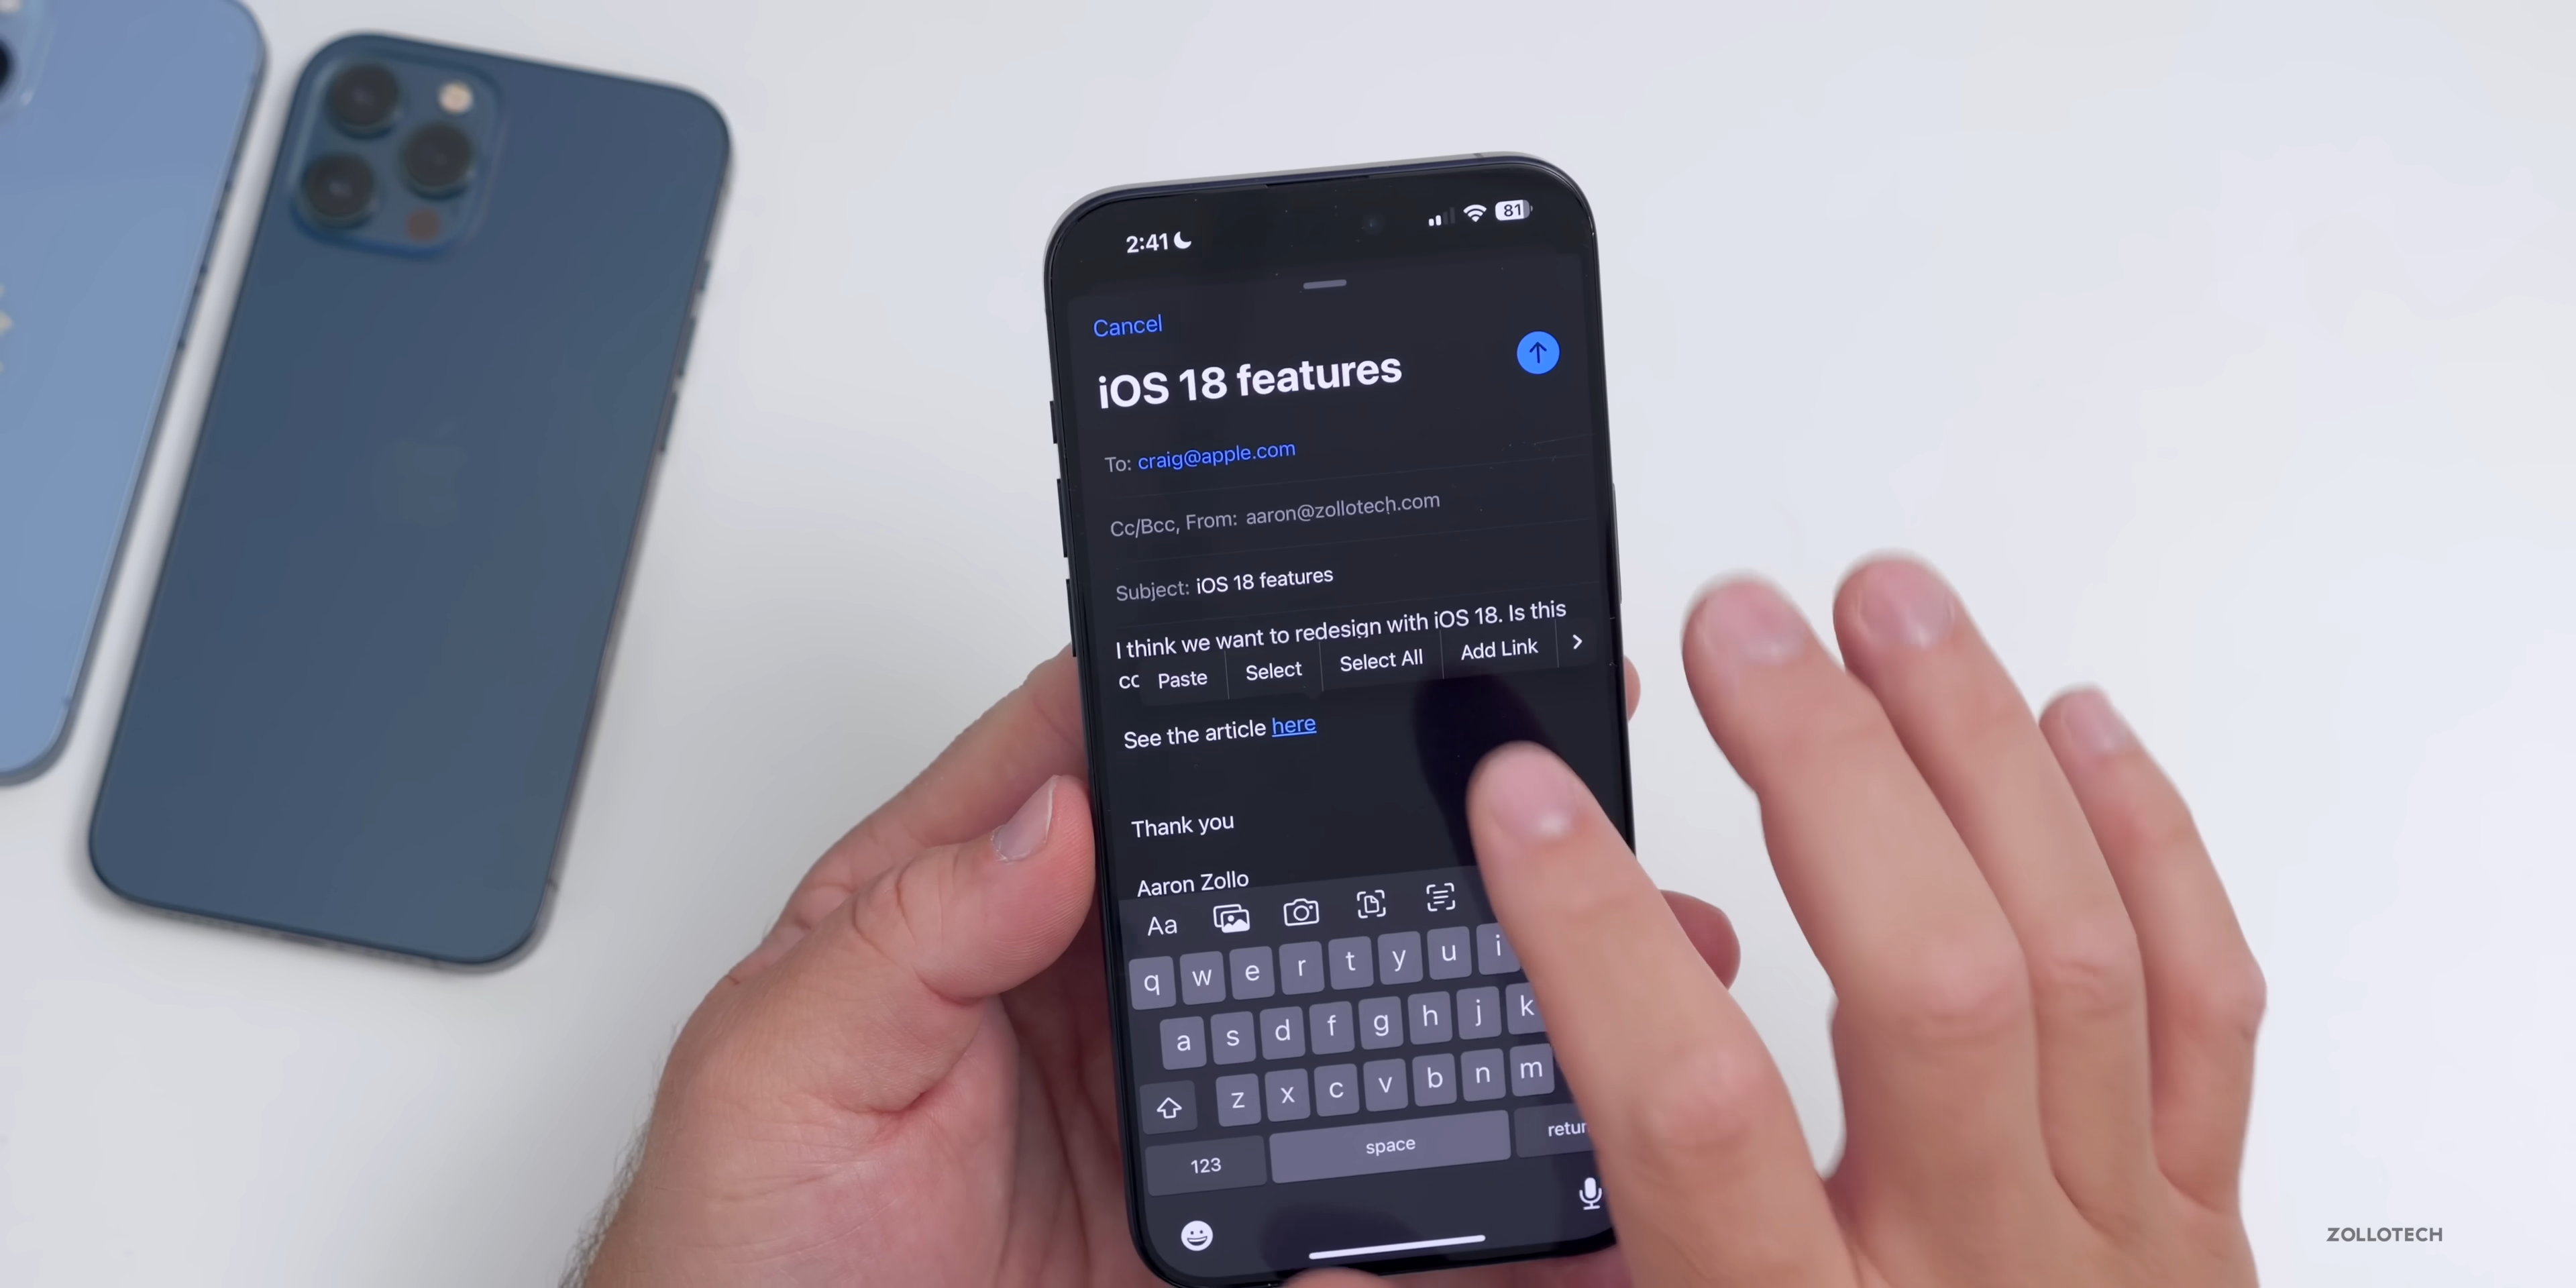 2:41
81
Cancel
iOS 18 features
To: craig@apple.com
Cc/Bcc, From: aaron@zollotech.com
Subject: iOS 18 features
I think we want to redesign with iOS 18. Is this
Paste Select Select All Add Link
See the article here
Thank you
Aaron Zollo
Aa
q w e r t y u i
a s d f g h j k
z x c v b n m
123 space
ZOLLOTECH